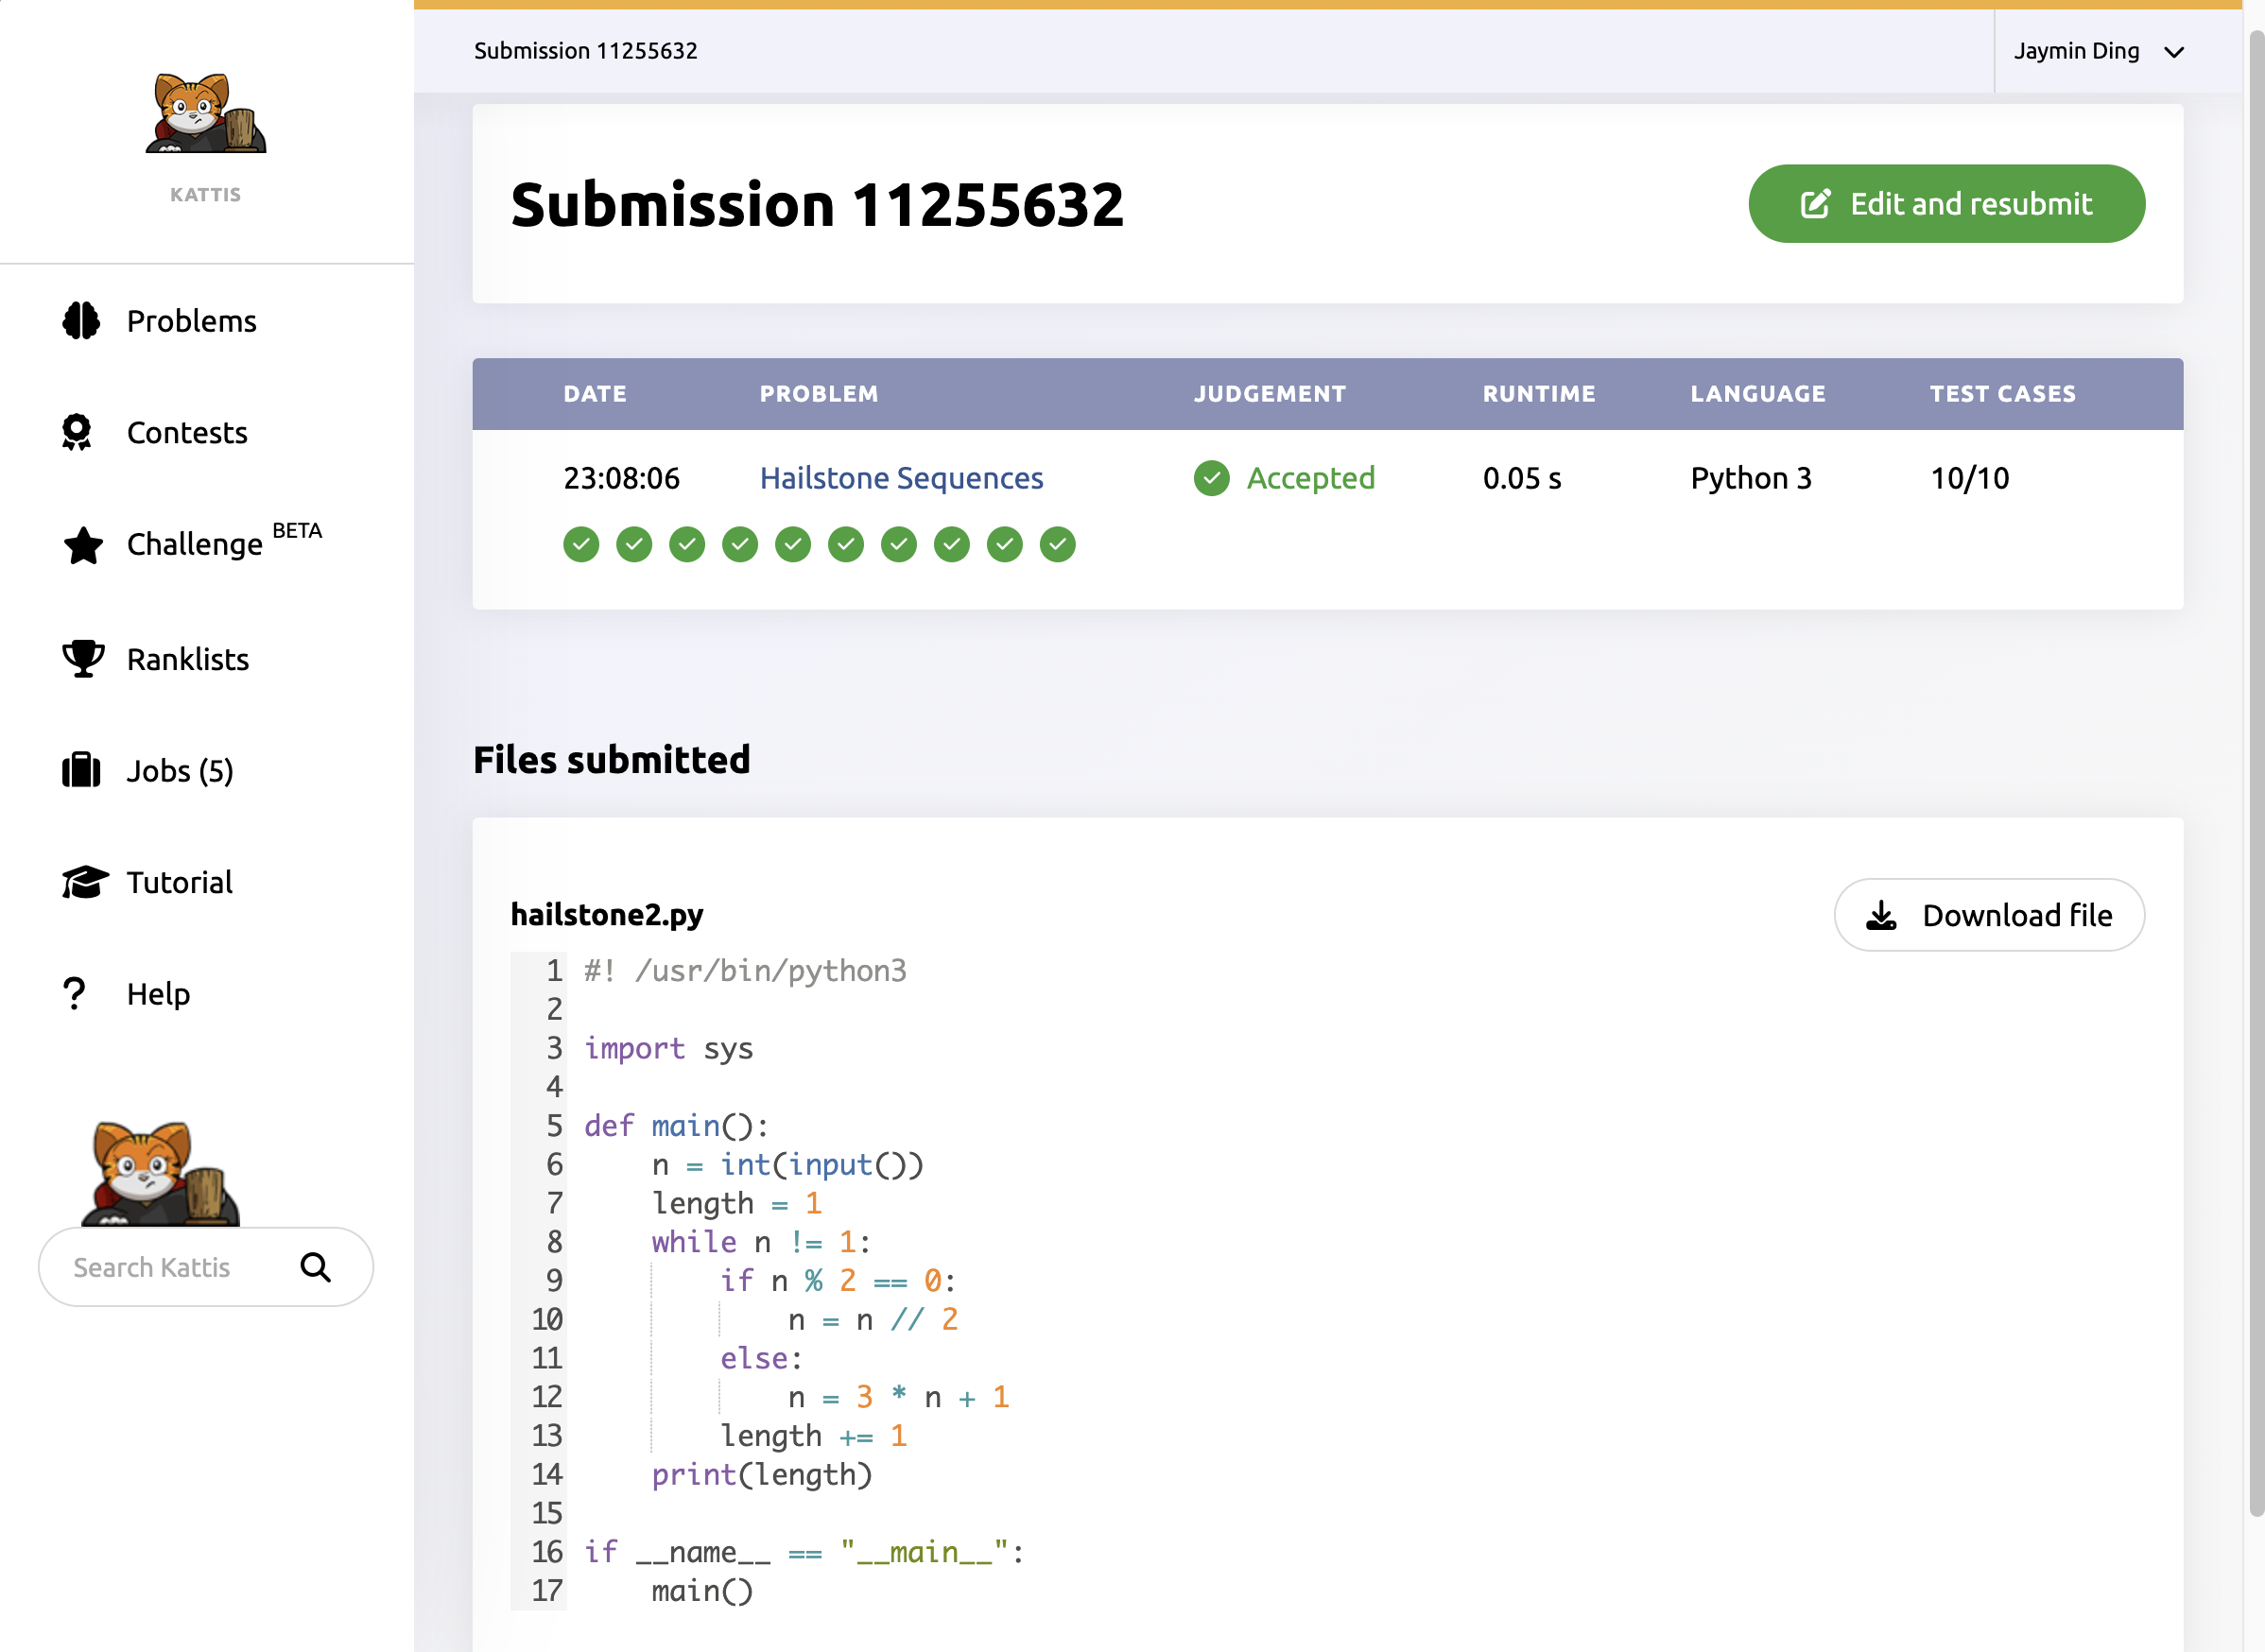 Submission 11255632
Jaymin Ding
KATTIS
Submission 11255632
Edit and resubmit
Problems
Contests
Challenge BETA
Ranklists
Jobs (5)
Tutorial
Help
Search Kattis
DATE PROBLEM JUDGEMENT RUNTIME LANGUAGE TEST CASES
23:08:06 Hailstone Sequences Accepted 0.05 s Python 3 10/10
Files submitted
hailstone2.py
Download file
1 #! /usr/bin/python3
2
3 import sys
4
5 def main():
6     n = int(input())
7     length = 1
8     while n != 1:
9         if n % 2 == 0:
10             n = n // 2
11         else:
12             n = 3 * n + 1
13         length += 1
14     print(length)
15
16 if __name__ == "__main__":
17     main()